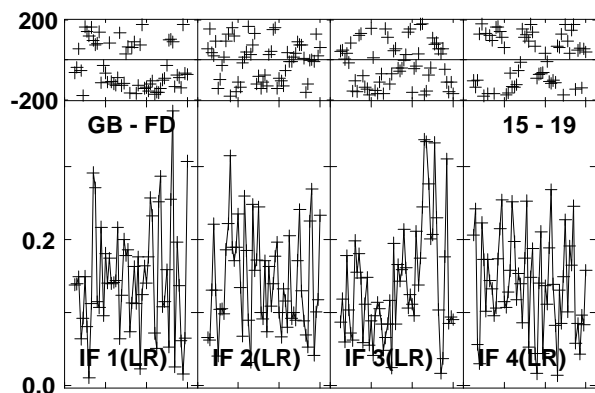 200
-200
GB - FD 15 - 19
0.2
IF 1(LR) IF 2(LR) IF 3(LR) IF 4(LR)
0.0